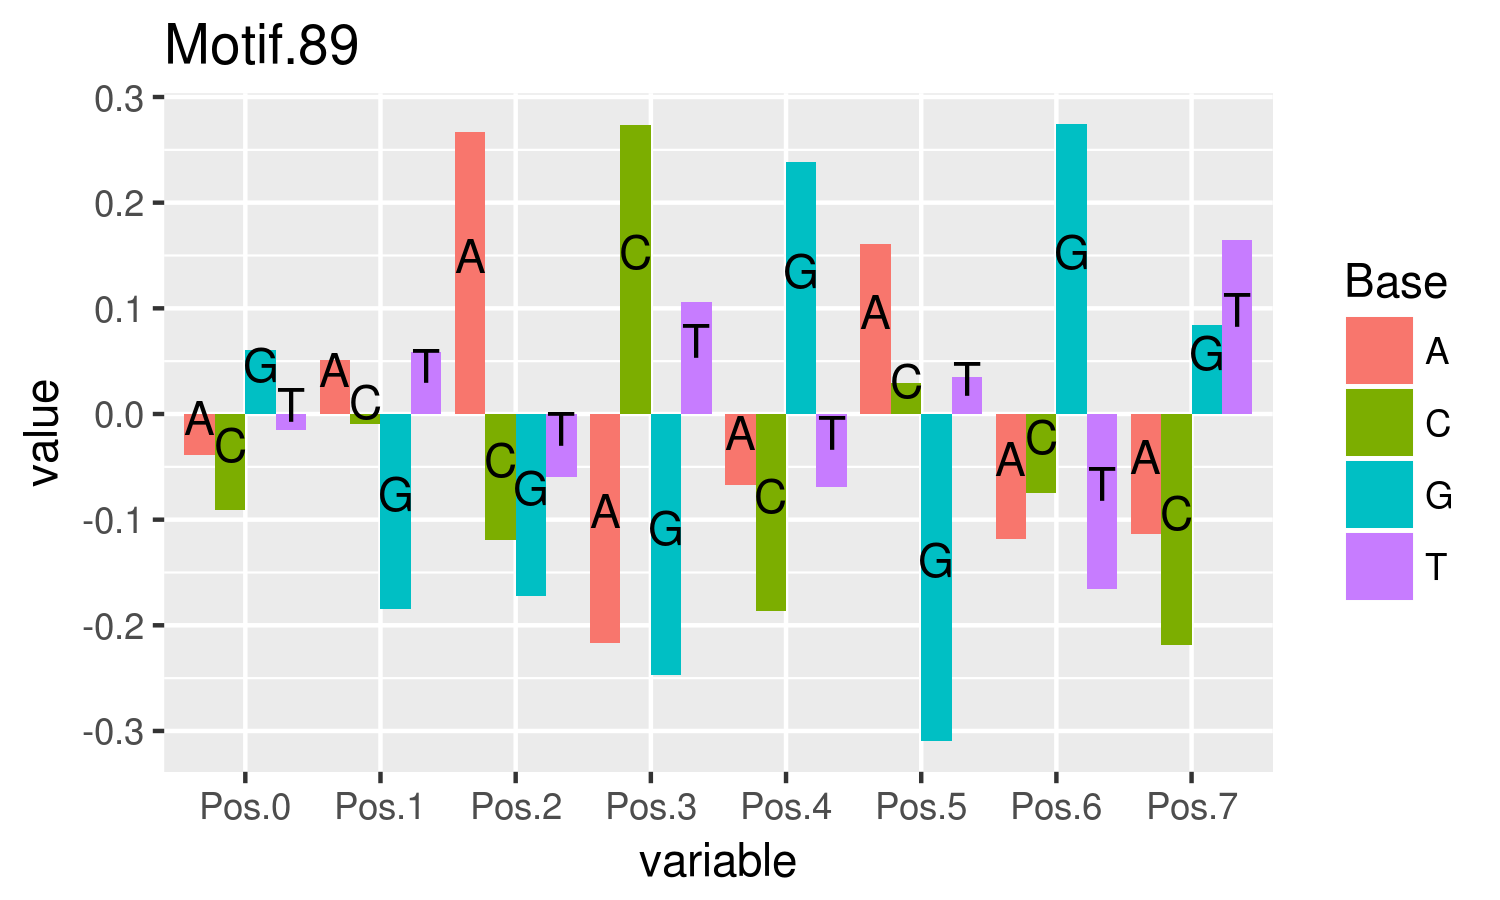 Motif.89
0.3
0.2
0.1
0.0
-0.1
-0.2
-0.3
value
A C G T
A C G T
A C G T
A C G T
A C G T
A C G T
A C G T
A C G T
Pos.0 Pos.1 Pos.2 Pos.3 Pos.4 Pos.5 Pos.6 Pos.7
variable
Base
A
C
G
T